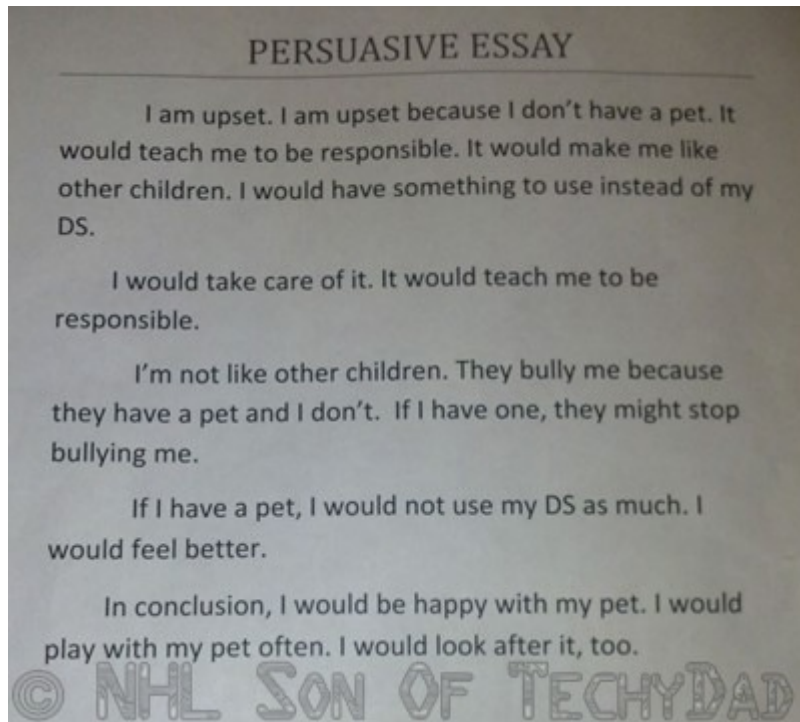 PERSUASIVE ESSAY
I am upset. I am upset because I don't have a pet. It
would teach me to be responsible. It would make me like
other children. I would have something to use instead of my
DS.
I would take care of it. It would teach me to be
responsible.
I'm not like other children. They bully me because
they have a pet and I don't.  If I have one, they might stop
bullying me.
If I have a pet, I would not use my DS as much. I
would feel better.
In conclusion, I would be happy with my pet. I would
play with my pet often. I would look after it, too.
© NHL SON OF TECHYDAD